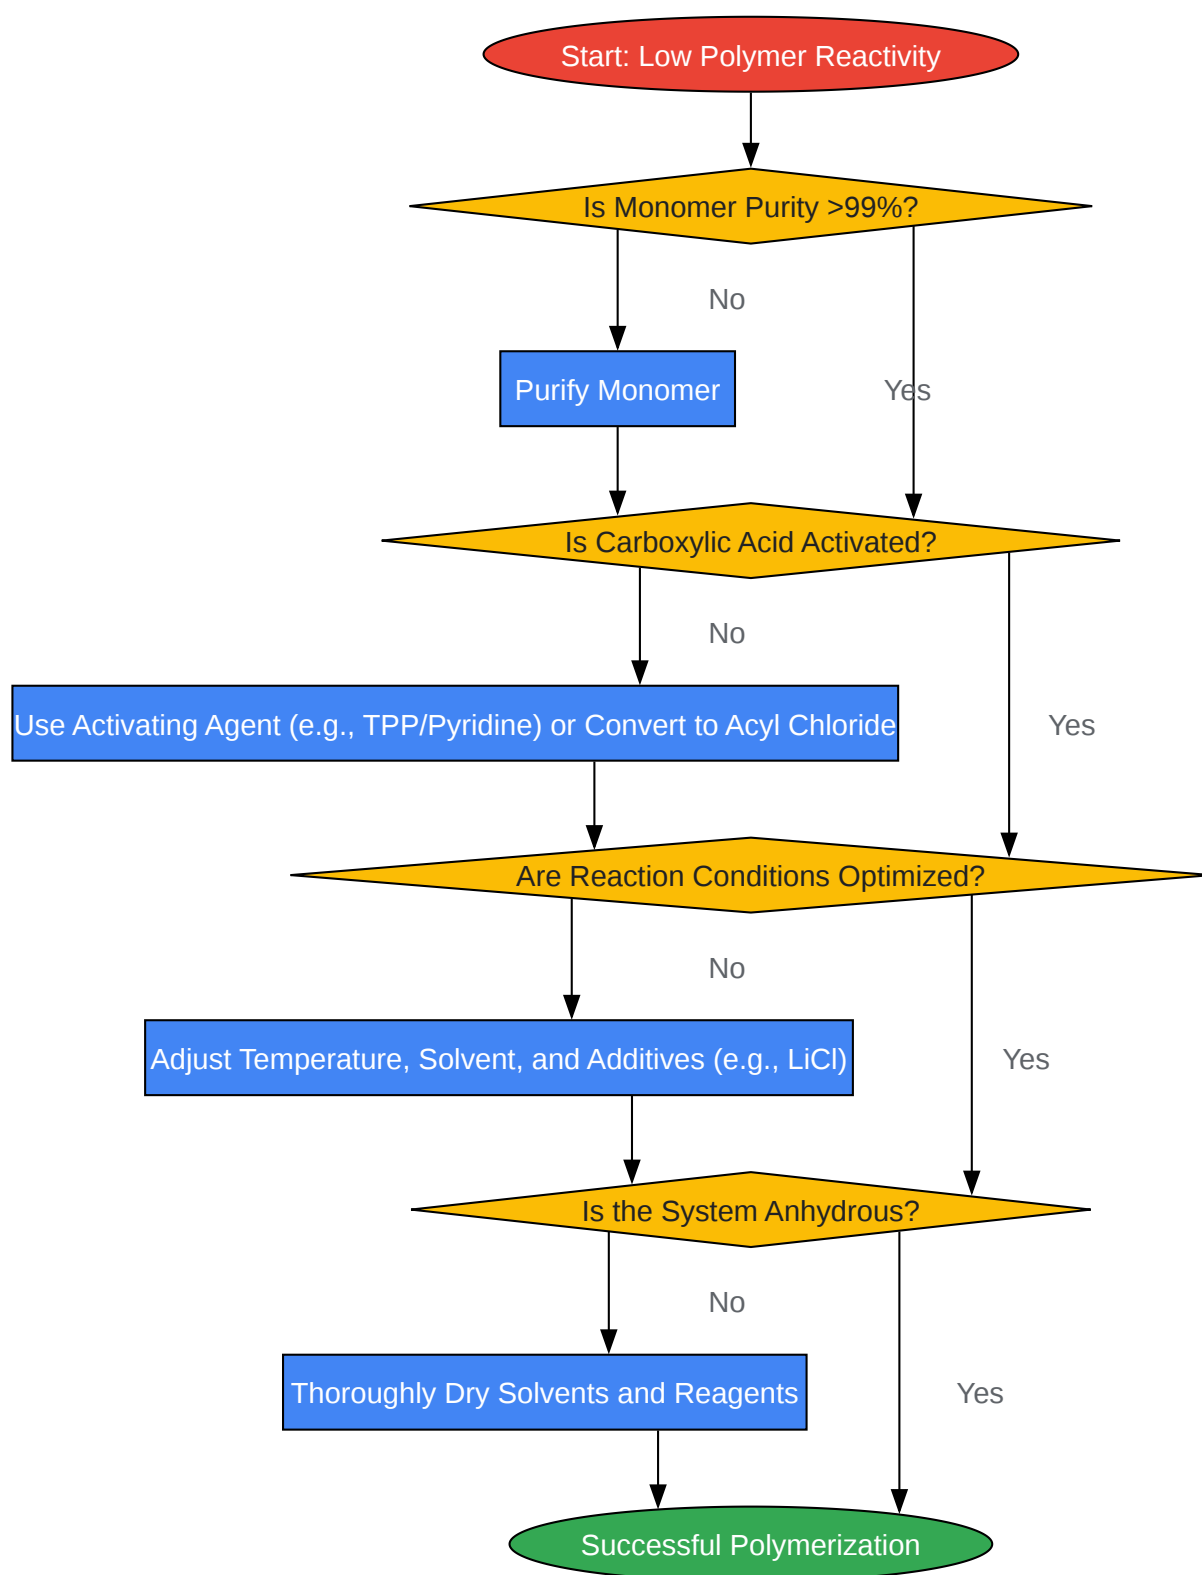 Start: Low Polymer Reactivity
Is Monomer Purity >99%?
No
Purify Monomer
Yes
Is Carboxylic Acid Activated?
No
Use Activating Agent (e.g., TPP/Pyridine) or Convert to Acyl Chloride
Yes
Are Reaction Conditions Optimized?
No
Adjust Temperature, Solvent, and Additives (e.g., LiCl)
Yes
Is the System Anhydrous?
No
Thoroughly Dry Solvents and Reagents
Yes
Successful Polymerization